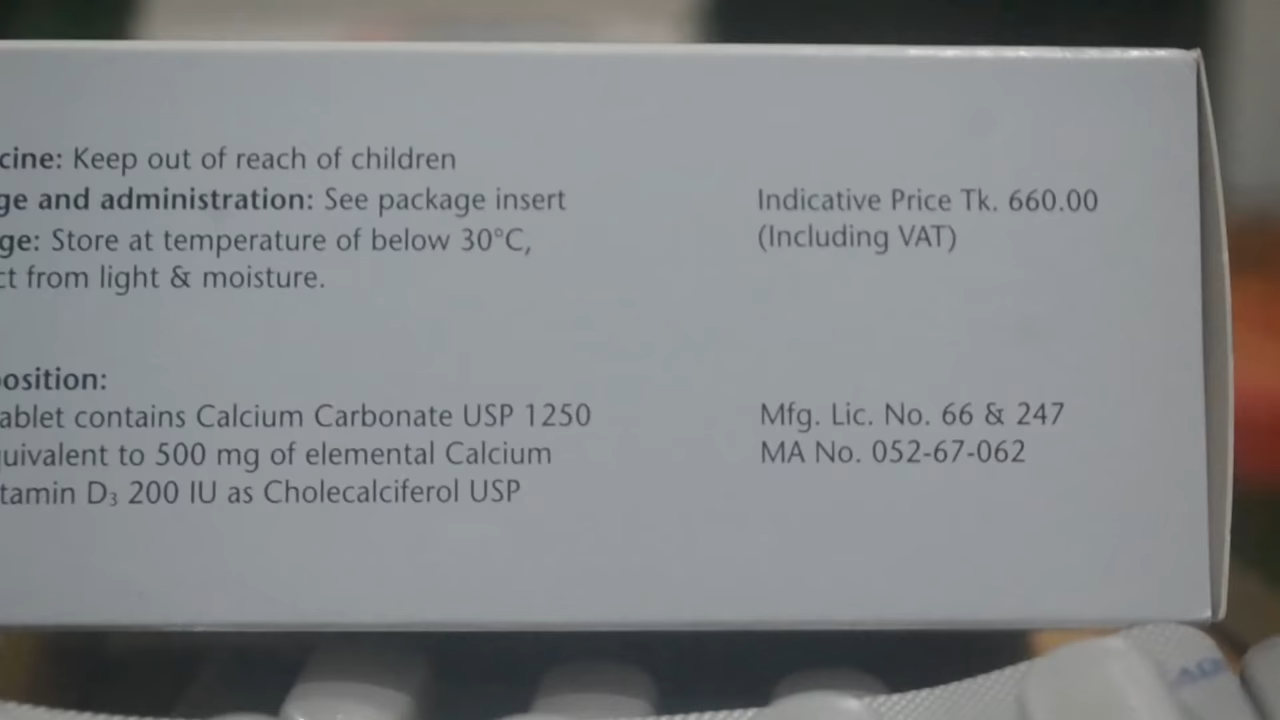 cine: Keep out of reach of children
ge and administration: See package insert
ge: Store at temperature of below 30°C,
ct from light & moisture.
Indicative Price Tk. 660.00
(Including VAT)
osition:
ablet contains Calcium Carbonate USP 1250
uivalent to 500 mg of elemental Calcium
tamin D₃ 200 IU as Cholecalciferol USP
Mfg. Lic. No. 66 & 247
MA No. 052-67-062